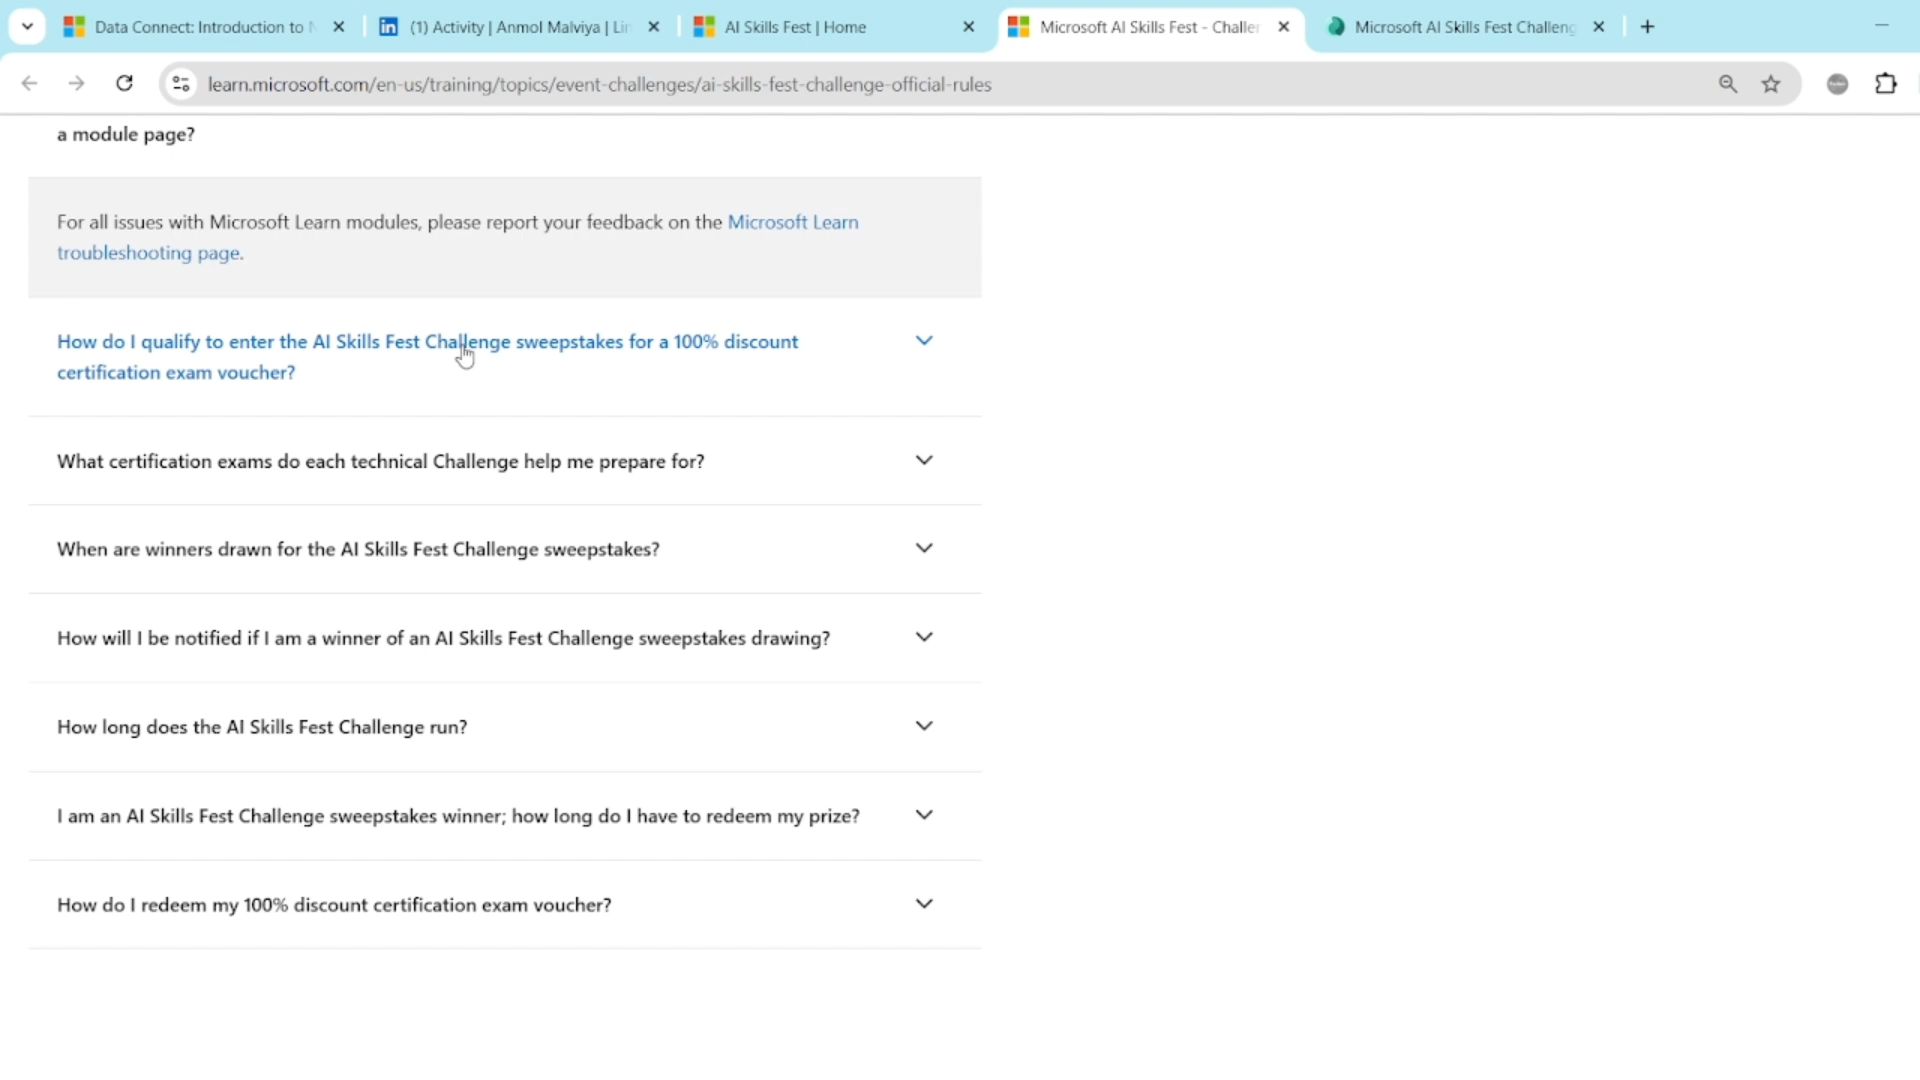 Data Connect: Introduction to
(1) Activity | Anmol Malviya | Lin
AI Skills Fest | Home
Microsoft AI Skills Fest - Challer
Microsoft AI Skills Fest Challeng
learn.microsoft.com/en-us/training/topics/event-challenges/ai-skills-fest-challenge-official-rules
a module page?
For all issues with Microsoft Learn modules, please report your feedback on the Microsoft Learn
troubleshooting page.
How do I qualify to enter the AI Skills Fest Challenge sweepstakes for a 100% discount
certification exam voucher?
What certification exams do each technical Challenge help me prepare for?
When are winners drawn for the AI Skills Fest Challenge sweepstakes?
How will I be notified if I am a winner of an AI Skills Fest Challenge sweepstakes drawing?
How long does the AI Skills Fest Challenge run?
I am an AI Skills Fest Challenge sweepstakes winner; how long do I have to redeem my prize?
How do I redeem my 100% discount certification exam voucher?